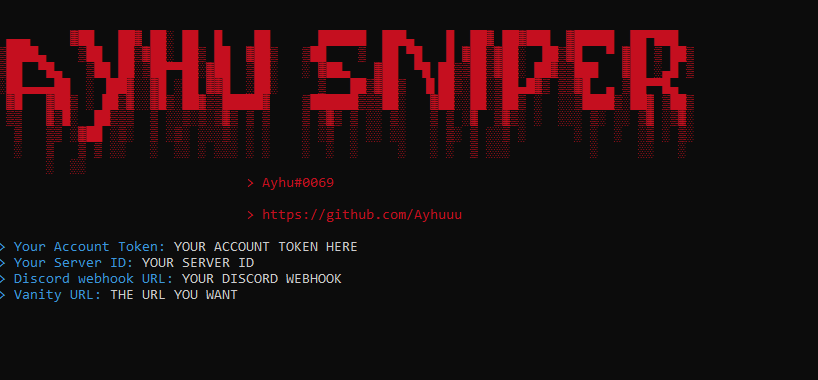 AYHU SNIPER
> Ayhu#0069
> https://github.com/Ayhuuu
> Your Account Token: YOUR ACCOUNT TOKEN HERE
> Your Server ID: YOUR SERVER ID
> Discord webhook URL: YOUR DISCORD WEBHOOK
> Vanity URL: THE URL YOU WANT